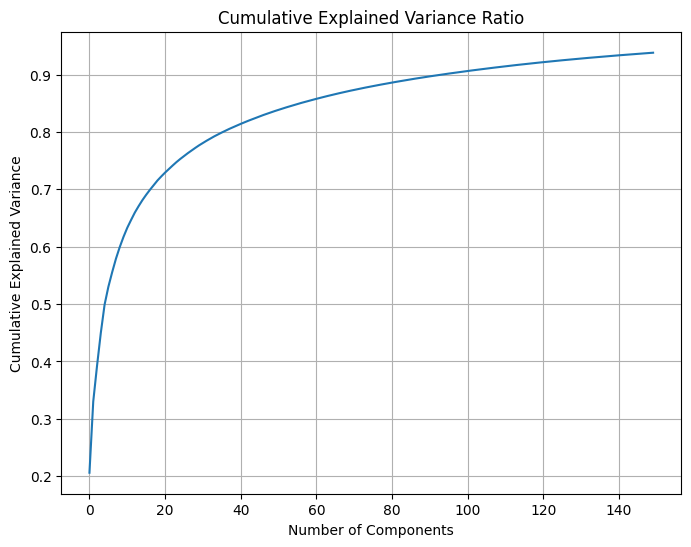 Cumulative Explained Variance Ratio
Cumulative Explained Variance
0.9
0.8
0.7
0.6
0.5
0.4
0.3
0.2
0 20 40 60 80 100 120 140
Number of Components